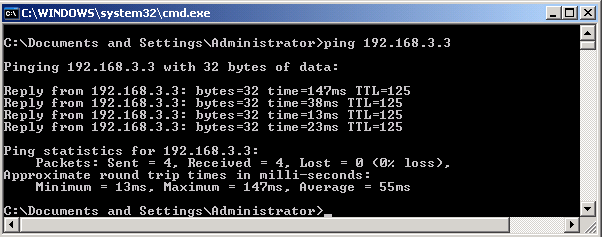 C:\WINDOWS\system32\cmd.exe
C:\Documents and Settings\Administrator>ping 192.168.3.3
Pinging 192.168.3.3 with 32 bytes of data:
Reply from 192.168.3.3: bytes=32 time=147ms TTL=125
Reply from 192.168.3.3: bytes=32 time=38ms TTL=125
Reply from 192.168.3.3: bytes=32 time=13ms TTL=125
Reply from 192.168.3.3: bytes=32 time=23ms TTL=125
Ping statistics for 192.168.3.3:
    Packets: Sent = 4, Received = 4, Lost = 0 (0% loss),
Approximate round trip times in milli-seconds:
    Minimum = 13ms, Maximum = 147ms, Average = 55ms
C:\Documents and Settings\Administrator>_